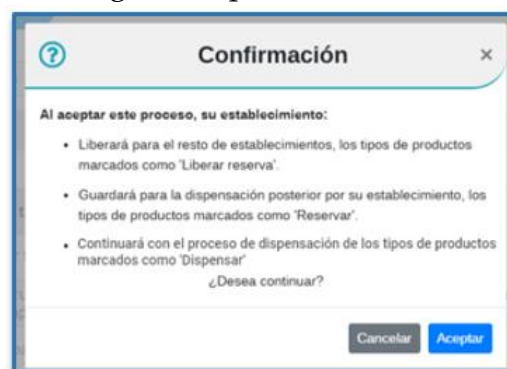 Confirmación
×
Al aceptar este proceso, su establecimiento:
• Liberará para el resto de establecimientos, los tipos de productos
marcados como 'Liberar reserva'.
• Guardará para la dispensación posterior por su establecimiento, los
tipos de productos marcados como 'Reservar'.
• Continuará con el proceso de dispensación de los tipos de productos
marcados como 'Dispensar'
¿Desea continuar?
Cancelar Aceptar